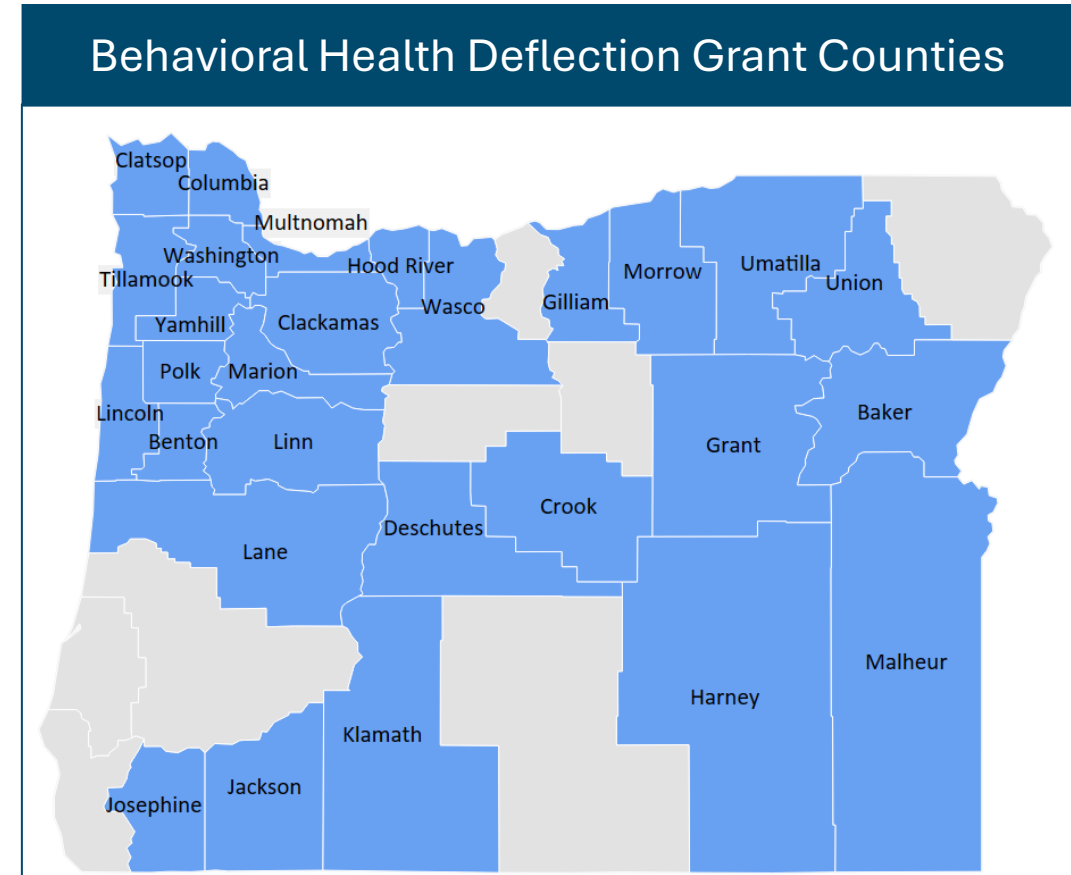 Behavioral Health Deflection Grant Counties
Clatsop
Columbia
Multnomah
Washington
Hood River
Tillamook
Morrow
Umatilla
Union
Wasco
Gilliam
Yamhill
Clackamas
Polk
Marion
Lincoln
Benton
Linn
Grant
Baker
Crook
Deschutes
Lane
Malheur
Harney
Klamath
Jackson
Josephine